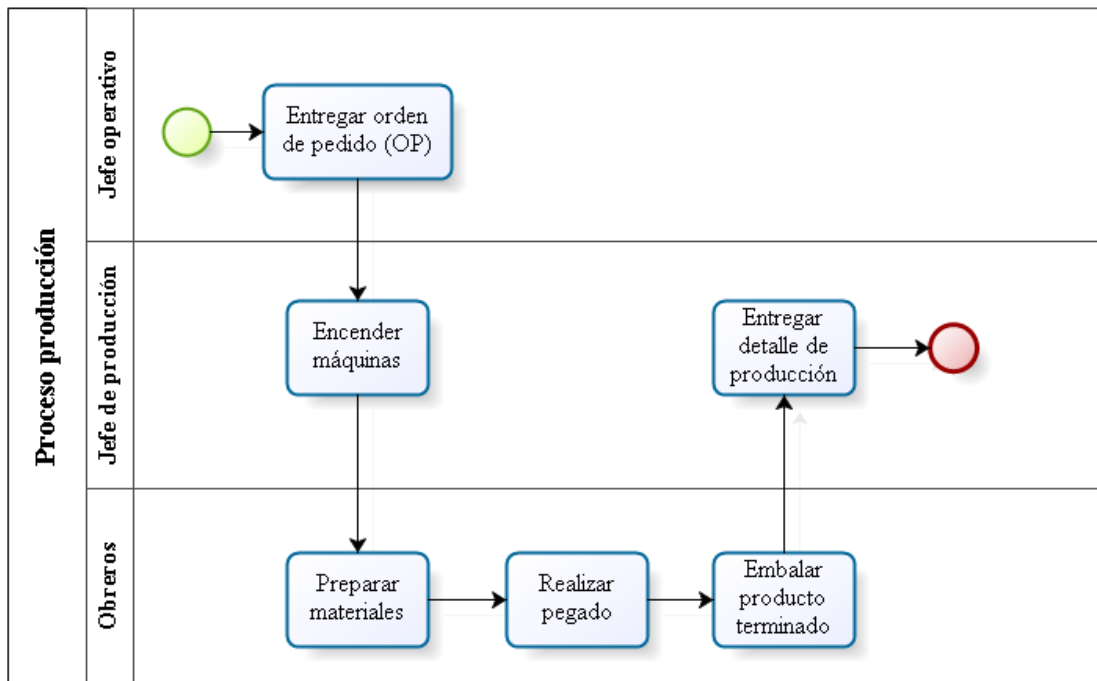 Proceso producción
Jefe operativo
Entregar orden
de pedido (OP)
Jefe de producción
Encender
máquinas
Entregar
detalle de
producción
Obreros
Preparar
materiales
Realizar
pegado
Embalar
producto
terminado